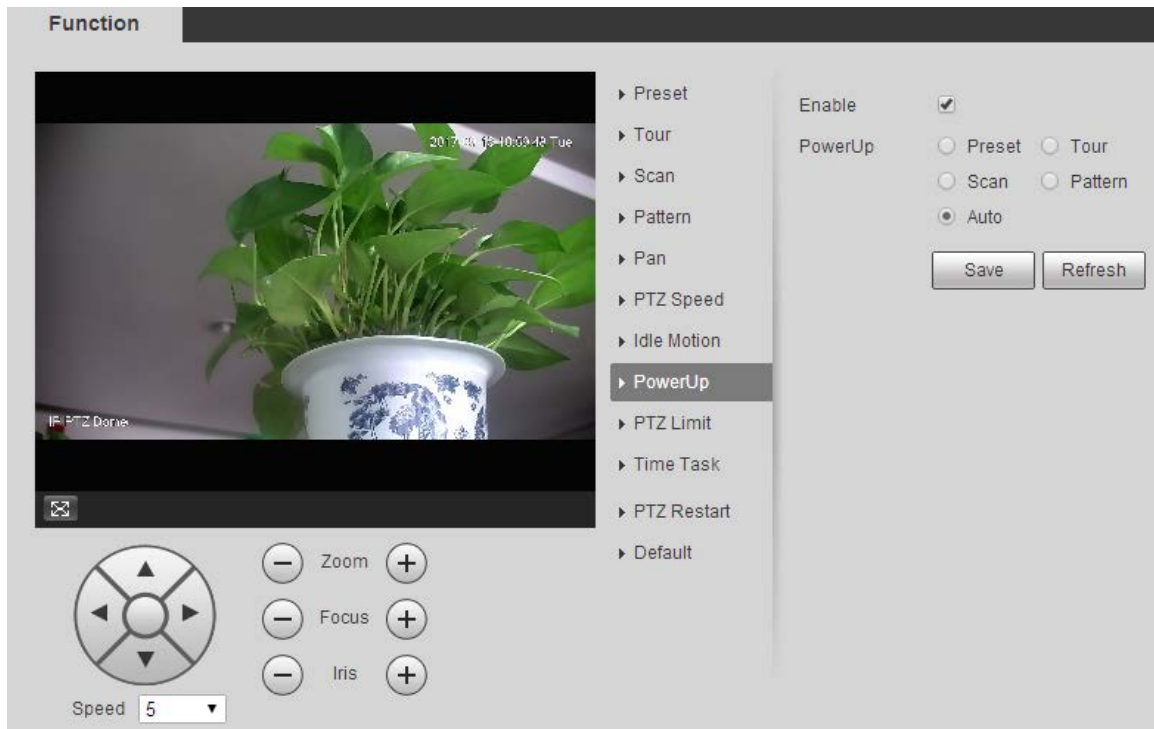 Function
Tue
PTZ Dome
Preset
Tour
Scan
Pattern
Pan
PTZ Speed
Idle Motion
PowerUp
PTZ Limit
Time Task
PTZ Restart
Default
Enable
PowerUp
Preset Tour
Scan Pattern
Auto
Save Refresh
Zoom
Focus
Iris
Speed 5